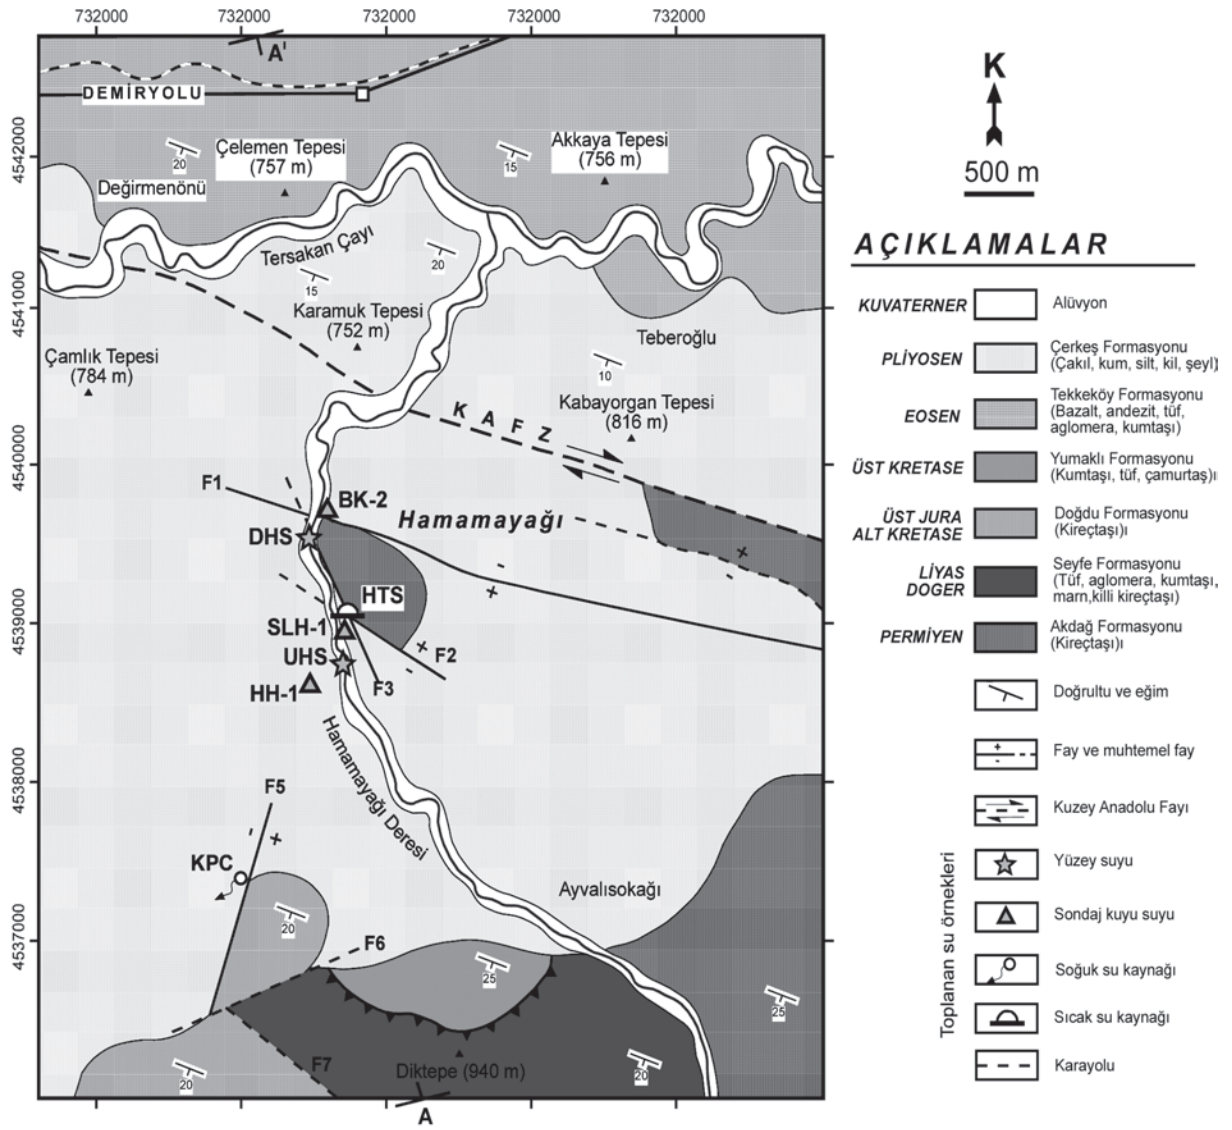 732000 732000 732000 732000 732000
A'
DEMİRYOLU
20
Çelemen Tepesi
(757 m)
15
Akkaya Tepesi
(756 m)
Değirmenönü
Tersakan Çayı
15
20
Karamuk Tepesi
(752 m)
Teberoğlu
Çamlık Tepesi
(784 m)
10
Kabayorgan Tepesi
(816 m)
KAFZ
F1
BK-2
Hamamayağı
DHS
HTS
SLH-1
F2
UHS
F3
HH-1
Hamamayağı Deresi
F5
KPC
Ayvalısokağı
20
F6
25
25
F7
Diktepe (940 m)
20
20
A
4542000
4541000
4540000
4539000
4538000
4537000
K
500 m
AÇIKLAMALAR
KUVATERNER
Alüvyon
PLİYOSEN
Çerkeş Formasyonu
(Çakıl, kum, silt, kil, şeyl)
EOSEN
Tekkeköy Formasyonu
(Bazalt, andezit, tüf,
aglomera, kumtaşı)
ÜST KRETASE
Yumaklı Formasyonu
(Kumtaşı, tüf, çamurtaş)ı
ÜST JURA
ALT KRETASE
Doğdu Formasyonu
(Kireçtaşı)ı
LİYAS
DOGER
Seyfe Formasyonu
(Tüf, aglomera, kumtaşı,
marn,killi kireçtaşı)
PERMİYEN
Akdağ Formasyonu
(Kireçtaşı)ı
Doğrultu ve eğim
Fay ve muhtemel fay
Kuzey Anadolu Fayı
Toplanan su örnekleri
Yüzey suyu
Sondaj kuyu suyu
Soğuk su kaynağı
Sıcak su kaynağı
Karayolu